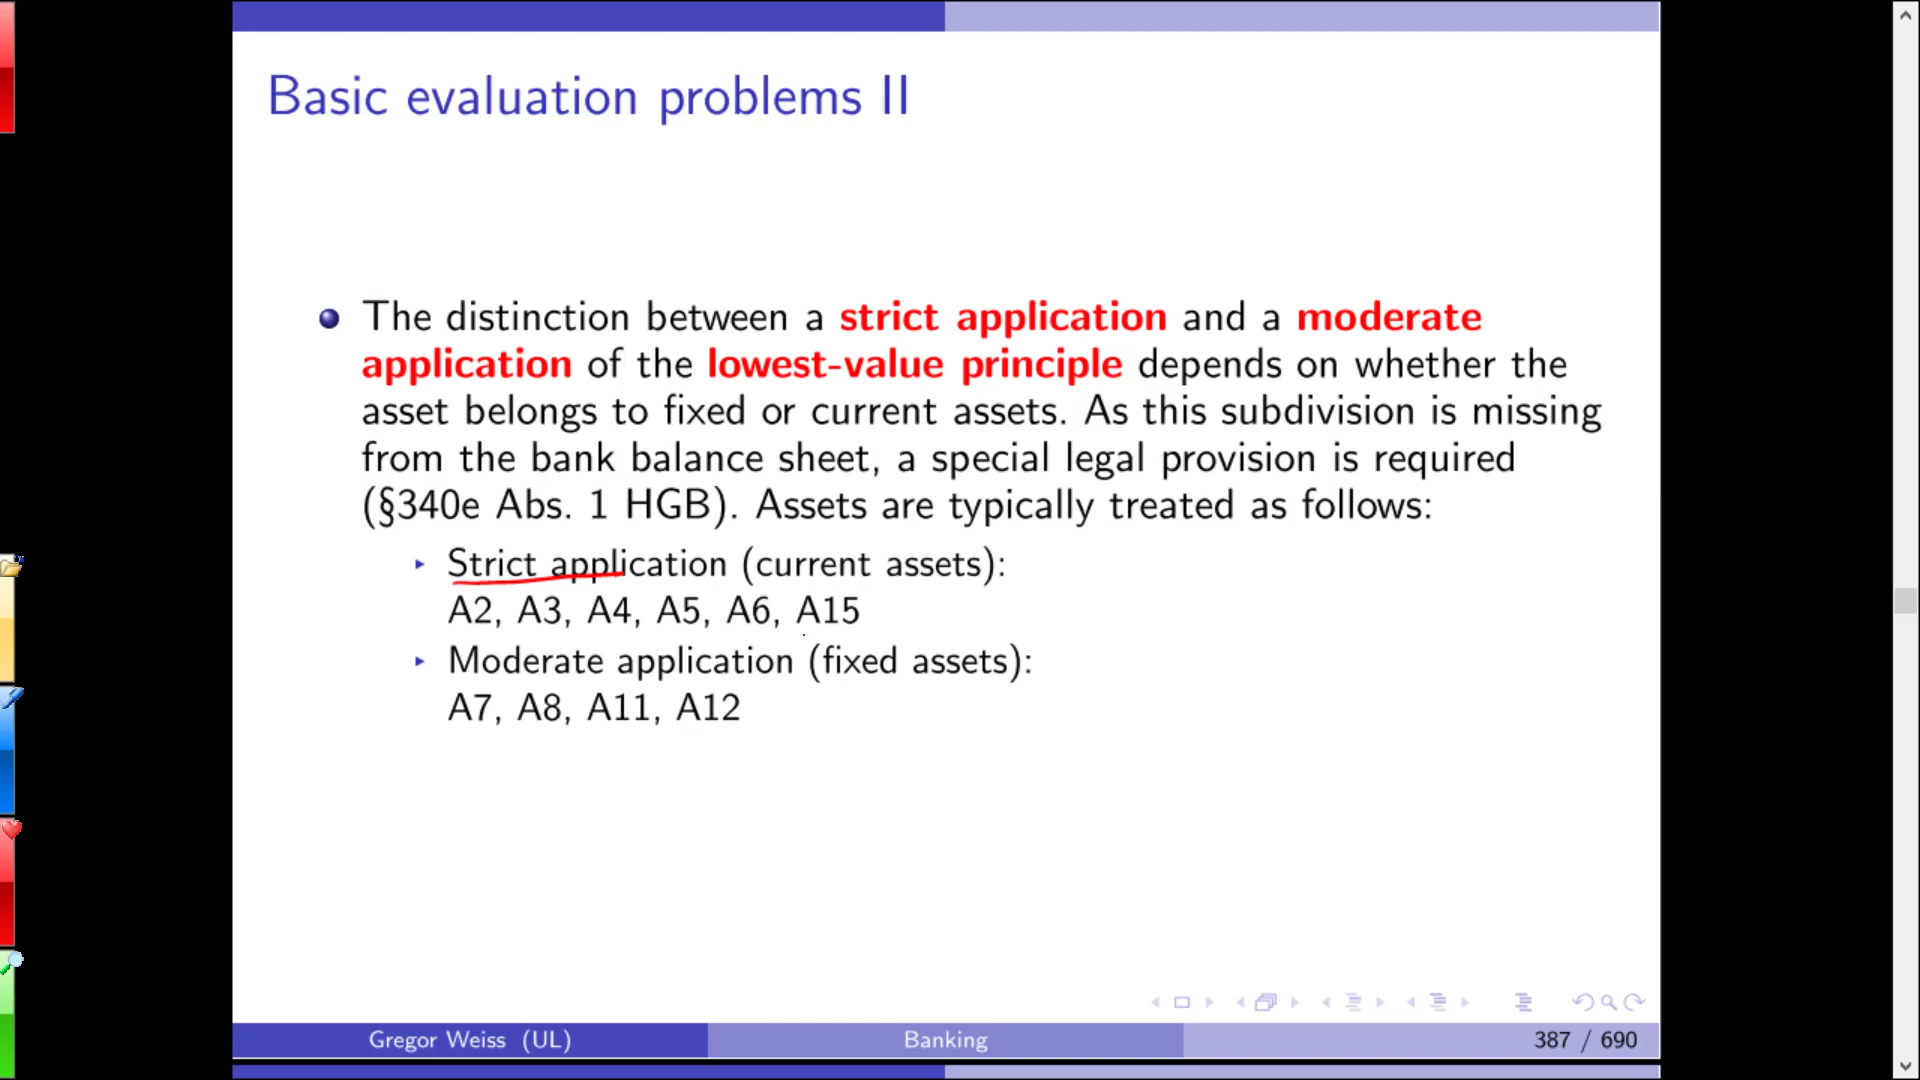 Basic evaluation problems II
The distinction between a strict application and a moderate
application of the lowest-value principle depends on whether the
asset belongs to fixed or current assets. As this subdivision is missing
from the bank balance sheet, a special legal provision is required
(§340e Abs. 1 HGB). Assets are typically treated as follows:
Strict application (current assets):
A2, A3, A4, A5, A6, A15
Moderate application (fixed assets):
A7, A8, A11, A12
Gregor Weiss (UL) Banking 387 / 690